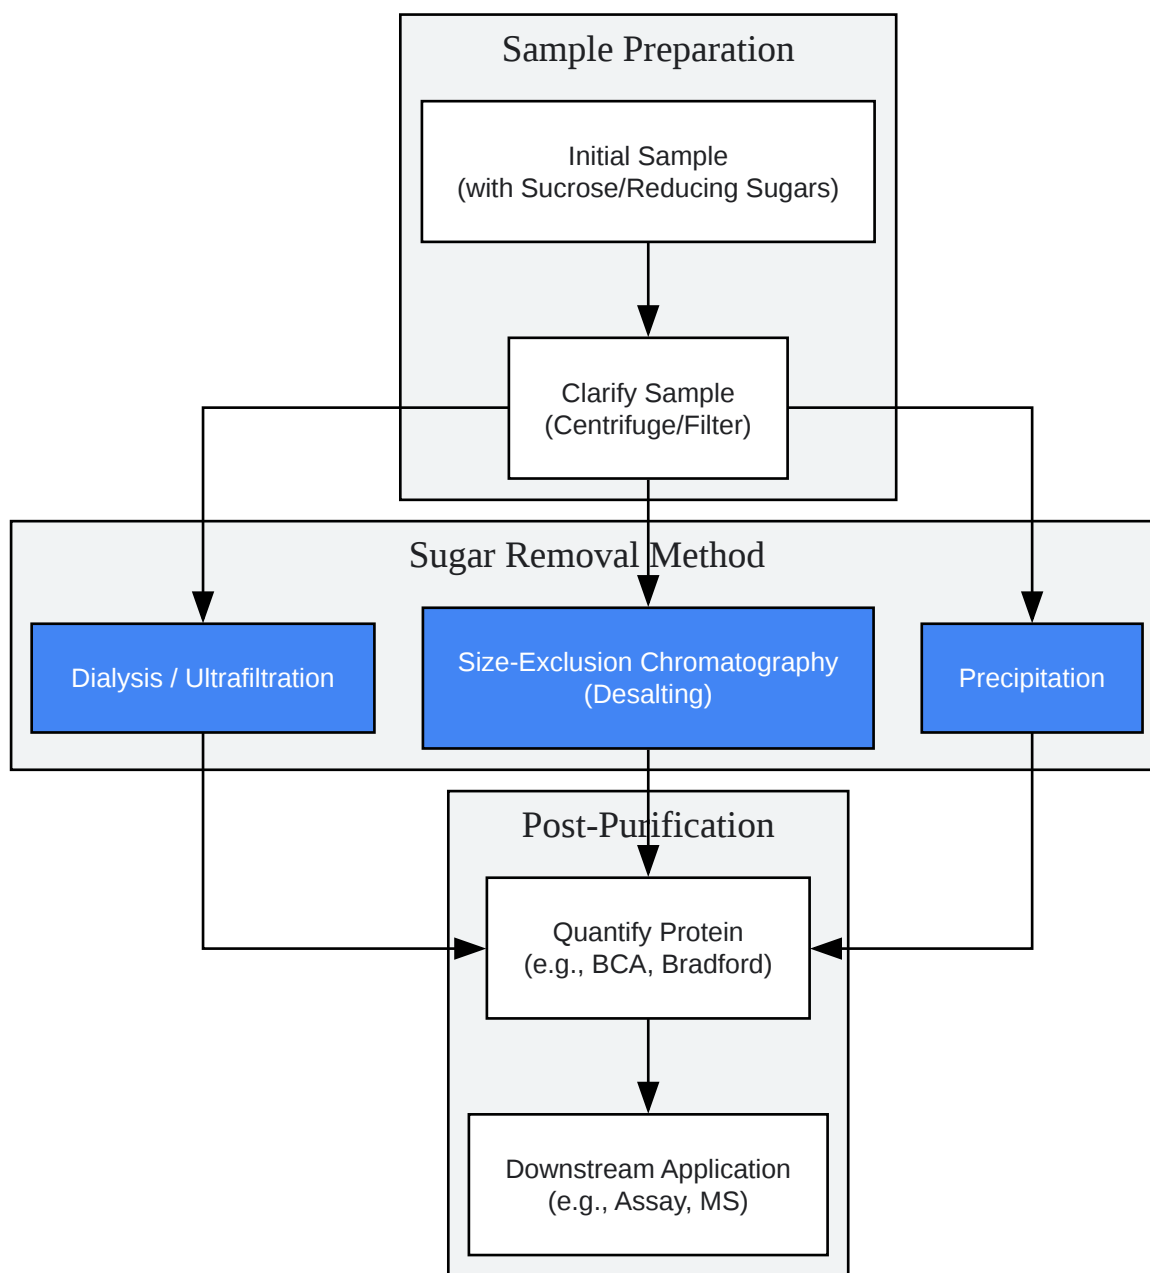 Sample Preparation
Initial Sample
(with Sucrose/Reducing Sugars)
Clarify Sample
(Centrifuge/Filter)
Sugar Removal Method
Dialysis / Ultrafiltration
Size-Exclusion Chromatography
(Desalting)
Precipitation
Post-Purification
Quantify Protein
(e.g., BCA, Bradford)
Downstream Application
(e.g., Assay, MS)